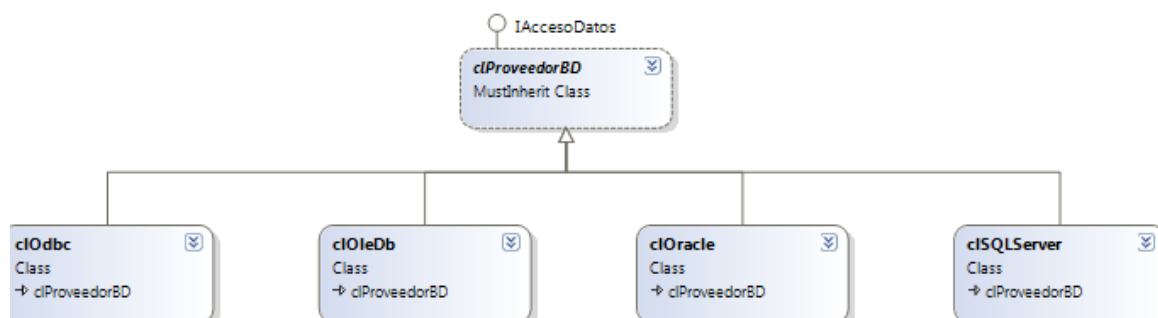 IAccesoDatos
clProveedorBD
MustInherit Class
clOdbc
Class
clProveedorBD
clOleDb
Class
clProveedorBD
clOracle
Class
clProveedorBD
clSQLServer
Class
clProveedorBD